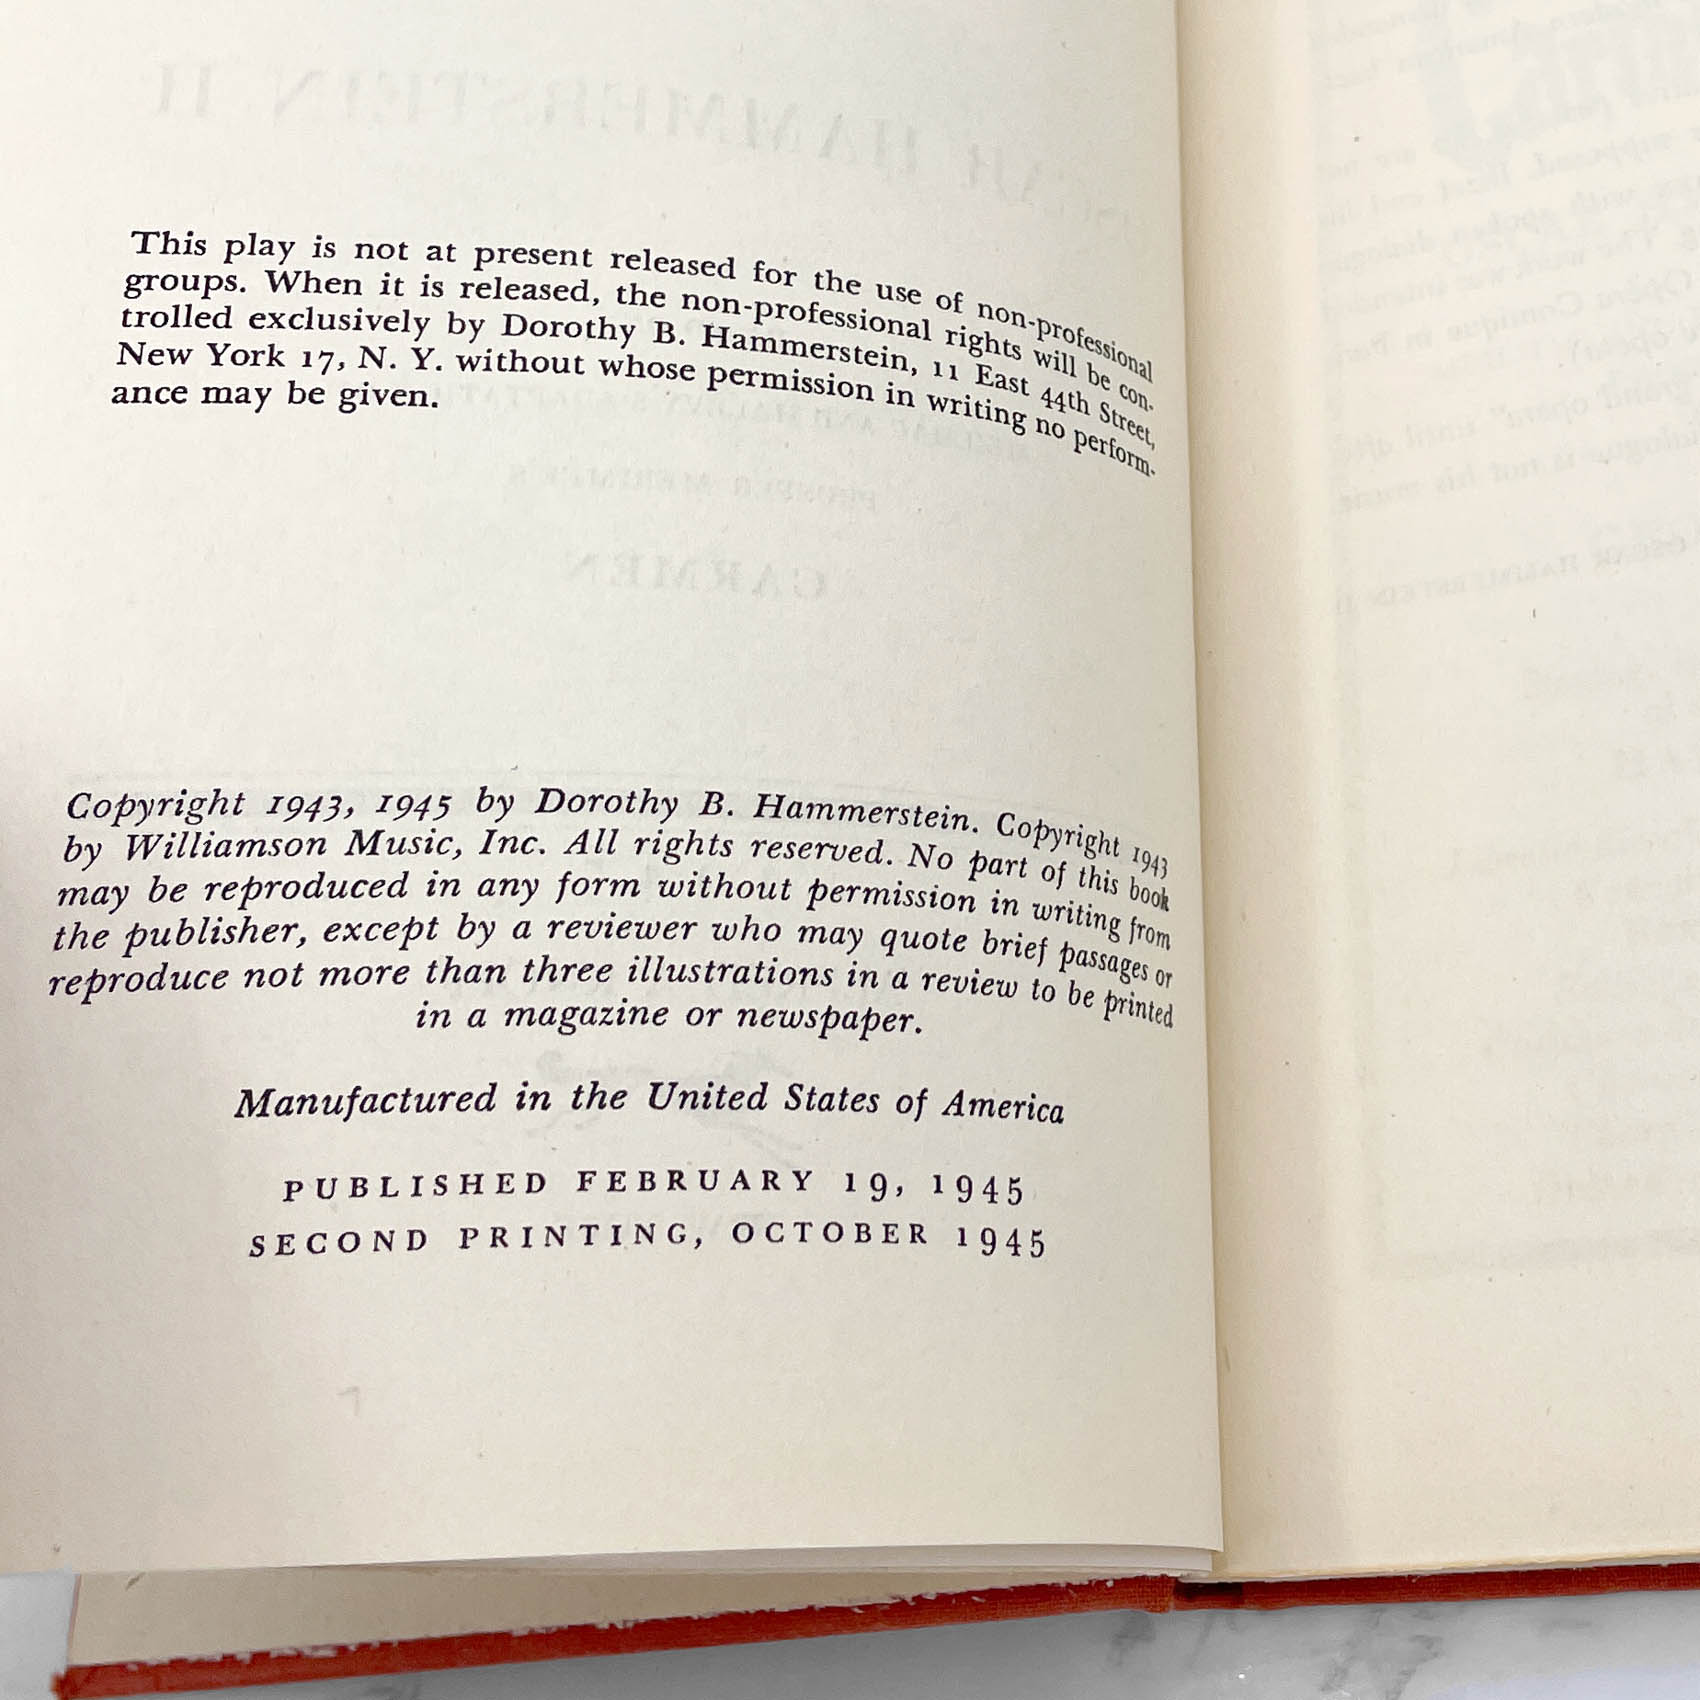 This play is not at present released for the use of non-professional
groups. When it is released, the non-professional rights will be con-
trolled exclusively by Dorothy B. Hammerstein, 11 East 44th Street,
New York 17, N. Y. without whose permission in writing no perform-
ance may be given.
Copyright 1943, 1945 by Dorothy B. Hammerstein. Copyright 1943
by Williamson Music, Inc. All rights reserved. No part of this book
may be reproduced in any form without permission in writing from
the publisher, except by a reviewer who may quote brief passages or
reproduce not more than three illustrations in a review to be printed
in a magazine or newspaper.
Manufactured in the United States of America
PUBLISHED FEBRUARY 19, 1945
SECOND PRINTING, OCTOBER 1945